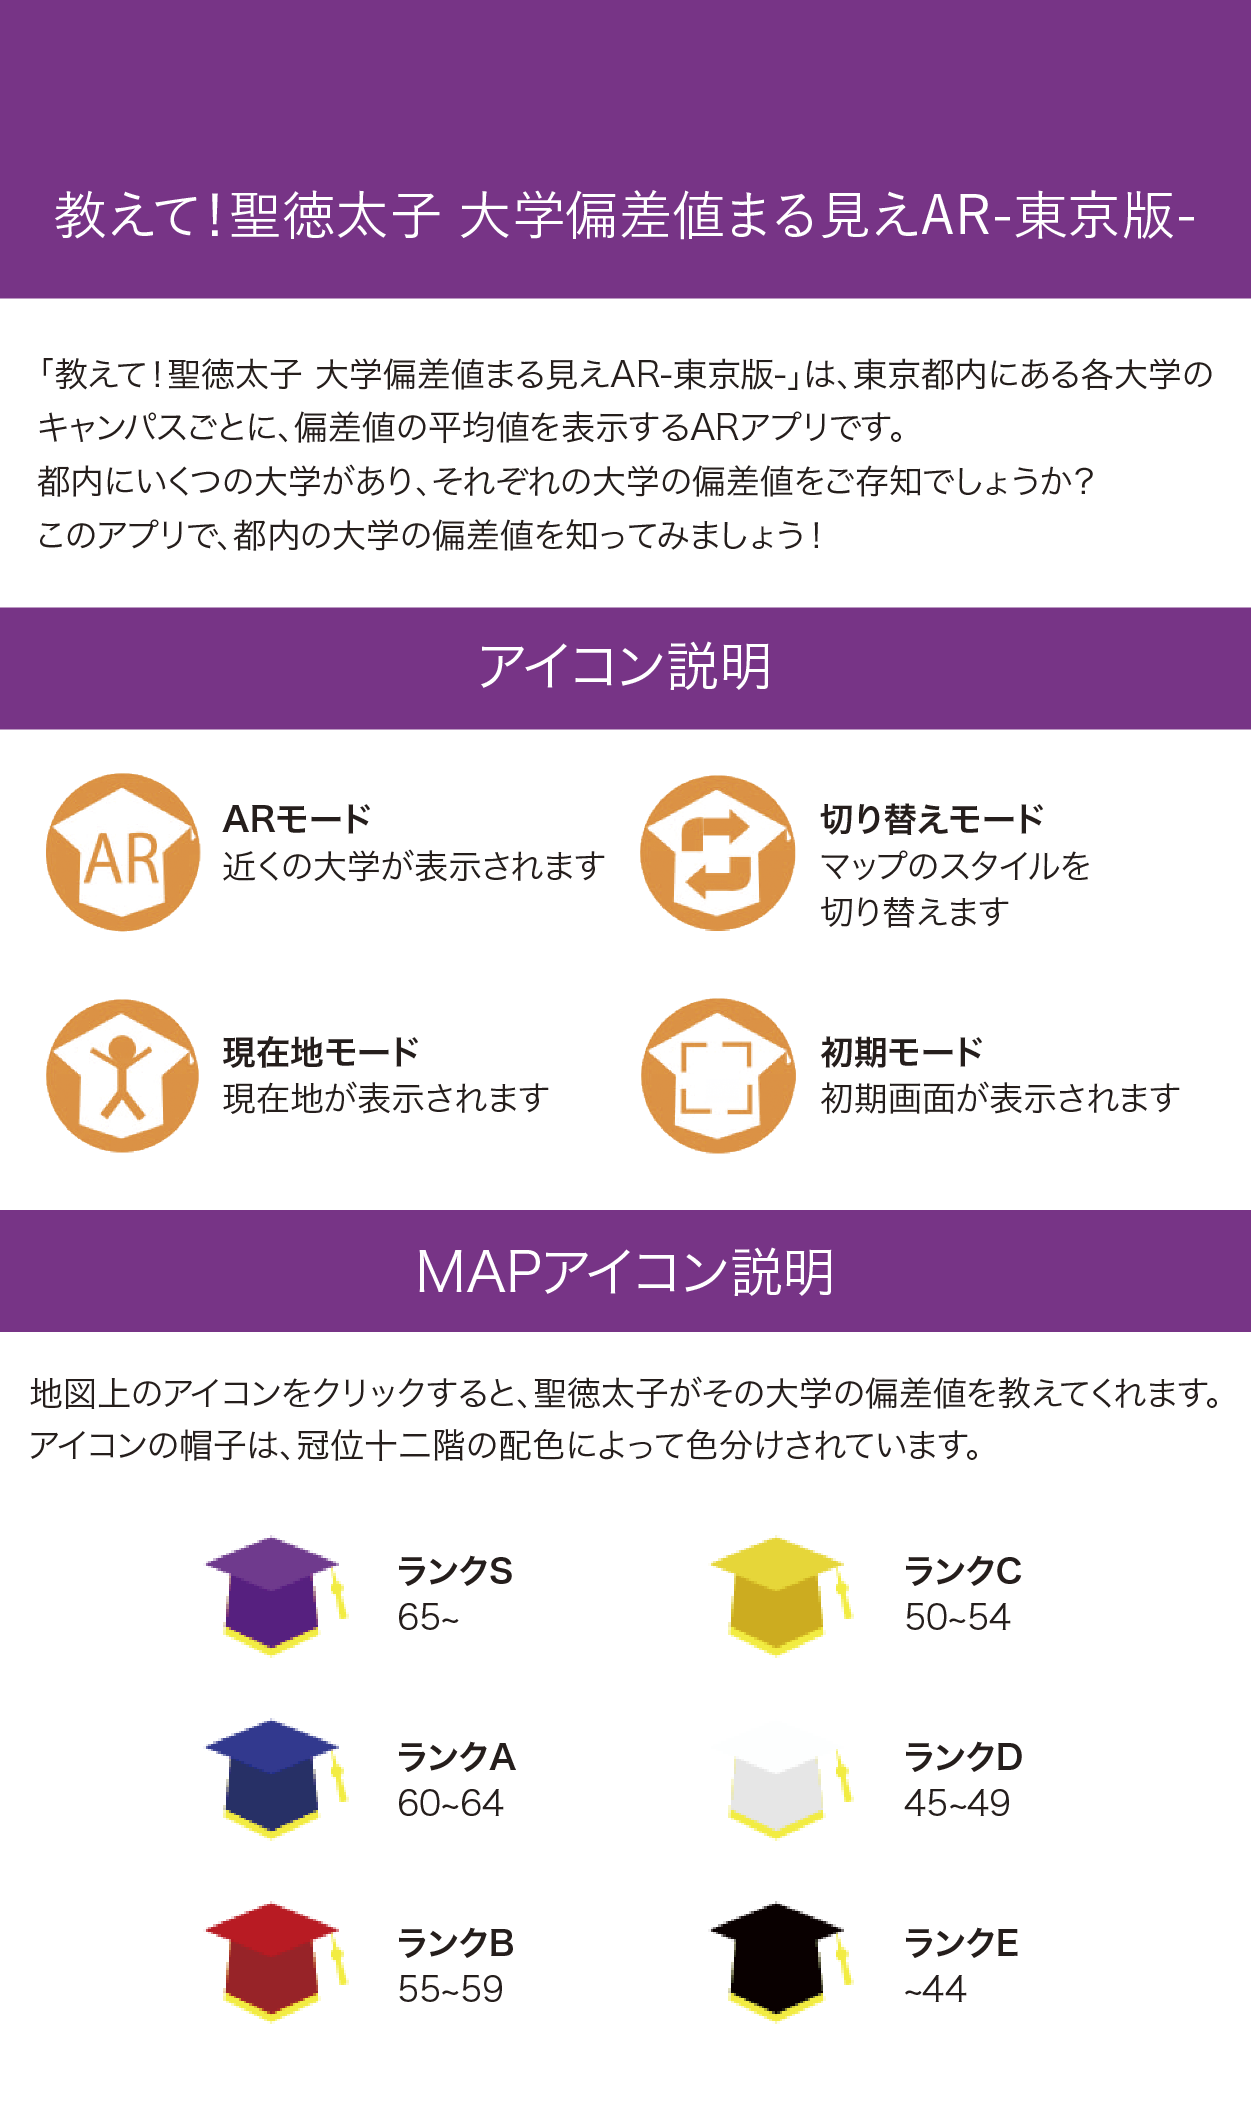 教えて！聖徳太子 大学偏差値まる見えAR-東京版-
「教えて！聖徳太子 大学偏差値まる見えAR-東京版-」は、東京都内にある各大学の
キャンパスごとに、偏差値の平均値を表示するARアプリです。
都内にいくつの大学があり、それぞれの大学の偏差値をご存知でしょうか？
このアプリで、都内の大学の偏差値を知ってみましょう！
アイコン説明
AR
ARモード
近くの大学が表示されます
切り替えモード
マップのスタイルを
切り替えます
現在地モード
現在地が表示されます
初期モード
初期画面が表示されます
MAPアイコン説明
地図上のアイコンをクリックすると、聖徳太子がその大学の偏差値を教えてくれます。
アイコンの帽子は、冠位十二階の配色によって色分けされています。
ランクS
65~
ランクC
50~54
ランクA
60~64
ランクD
45~49
ランクB
55~59
ランクE
~44